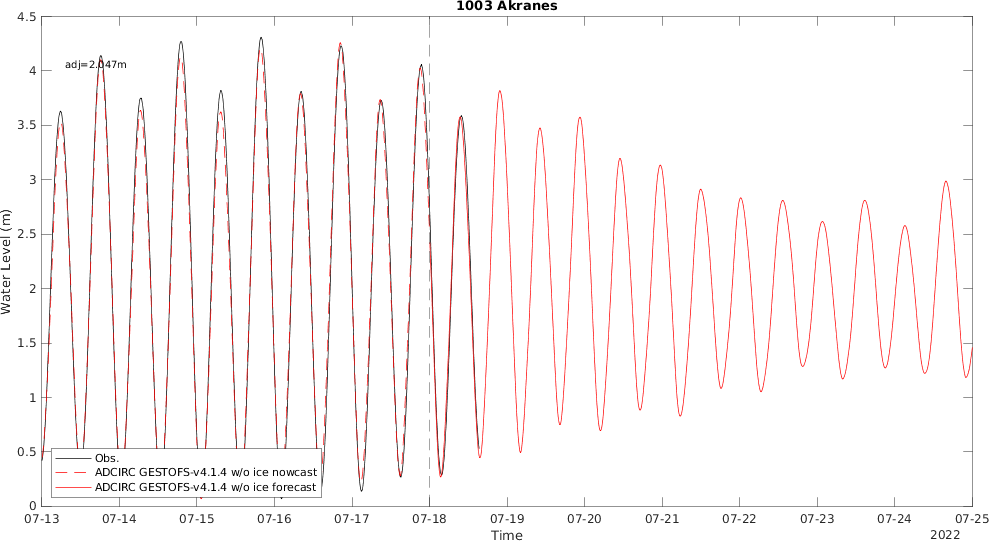 1003 Akranes
adj=2.047m
4.5
4
3.5
3
2.5
2
1.5
1
0.5
0
Water Level (m)
Obs.
ADCIRC GESTOFS-v4.1.4 w/o ice nowcast
ADCIRC GESTOFS-v4.1.4 w/o ice forecast
07-13 07-14 07-15 07-16 07-17 07-18 07-19 07-20 07-21 07-22 07-23 07-24 07-25
Time
2022